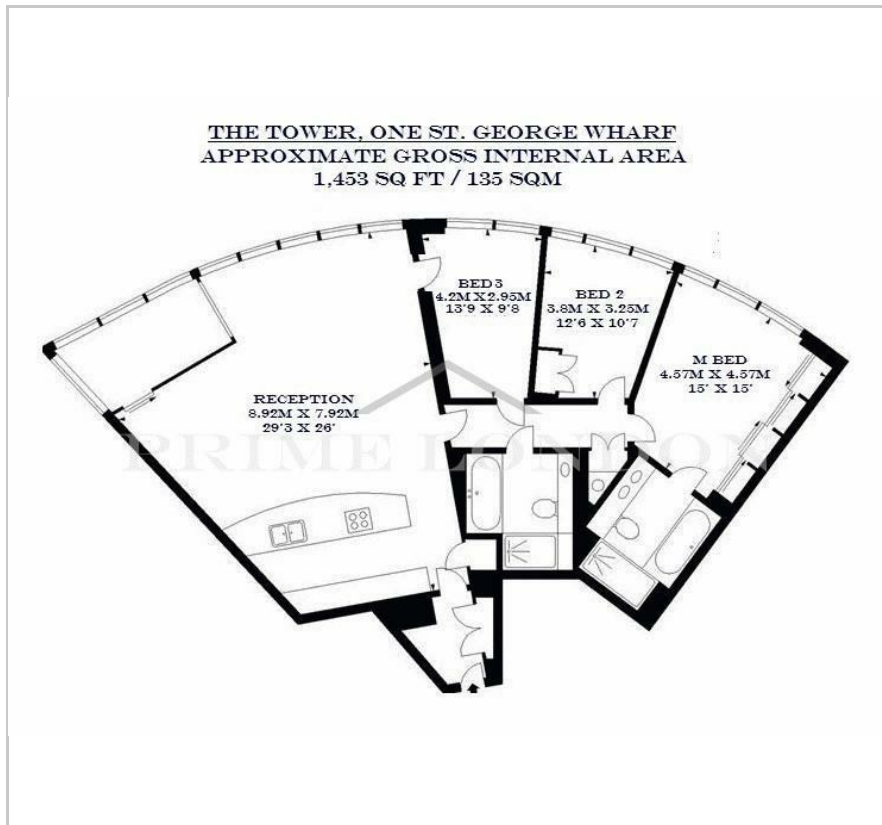 THE TOWER, ONE ST. GEORGE WHARF
APPROXIMATE GROSS INTERNAL AREA
1,453 SQ FT / 135 SQM
BED 3
4.2M X 2.95M
13'9 X 9'8
BED 2
3.8M X 3.25M
12'6 X 10'7
M BED
4.57M X 4.57M
15' X 15'
RECEPTION
8.92M X 7.92M
29'3 X 26'
PRIME LONDON